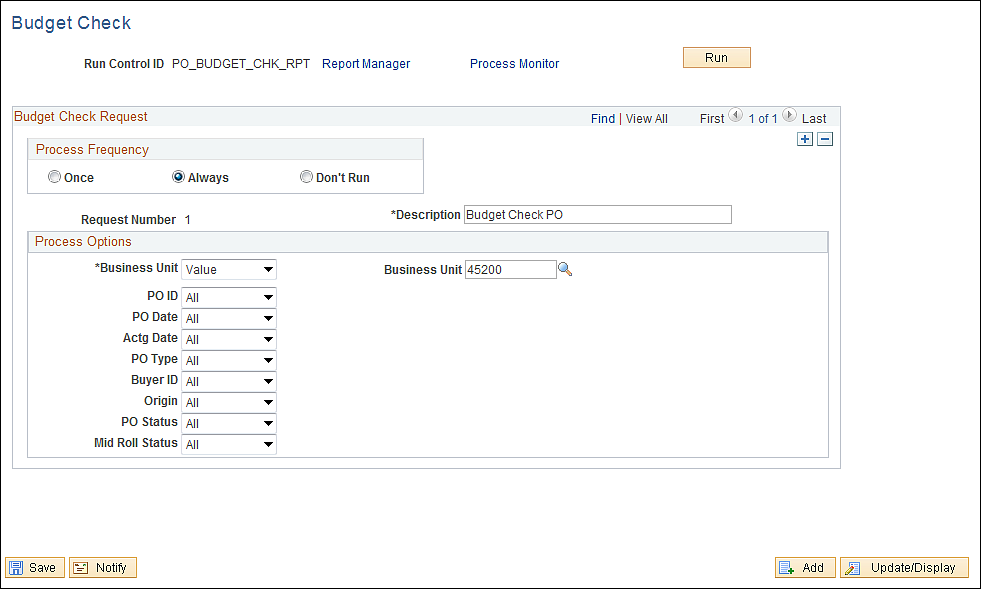 Budget Check
Run Control ID PO_BUDGET_CHK_RPT Report Manager Process Monitor Run
Budget Check Request Find | View All First 1 of 1 Last
Process Frequency
Once Always Don't Run
Request Number 1 *Description Budget Check PO
Process Options
*Business Unit Value Business Unit 45200
PO ID All
PO Date All
Actg Date All
PO Type All
Buyer ID All
Origin All
PO Status All
Mid Roll Status All
Save Notify Add Update/Display